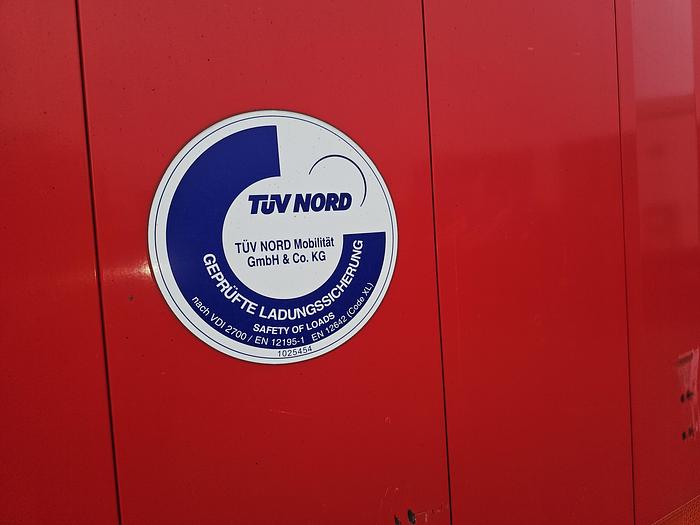 TÜV NORD
TÜV NORD Mobilität
GmbH & Co. KG
GEPRÜFTE LADUNGSSICHERUNG
SAFETY OF LOADS
nach VDI 2700 / EN 12195-1 EN 12642 (Code XL)
1025454